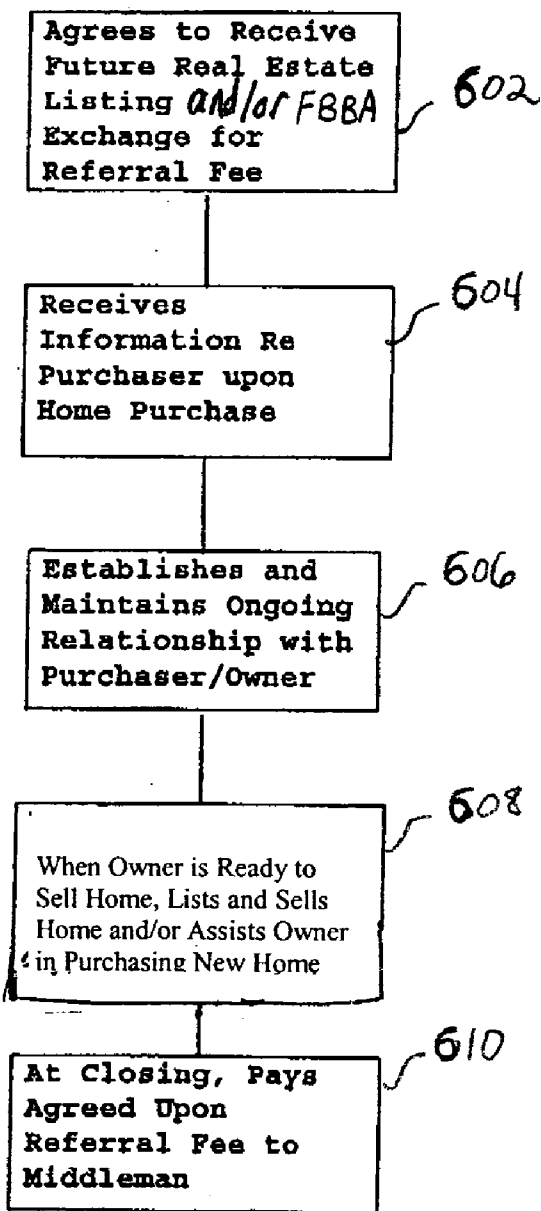 Agrees to Receive
Future Real Estate
Listing and/or FBBA
Exchange for
Referral Fee
602
Receives
Information Re
Purchaser upon
Home Purchase
604
Establishes and
Maintains Ongoing
Relationship with
Purchaser/Owner
606
When Owner is Ready to
Sell Home, Lists and Sells
Home and/or Assists Owner
in Purchasing New Home
608
At Closing, Pays
Agreed Upon
Referral Fee to
Middleman
610